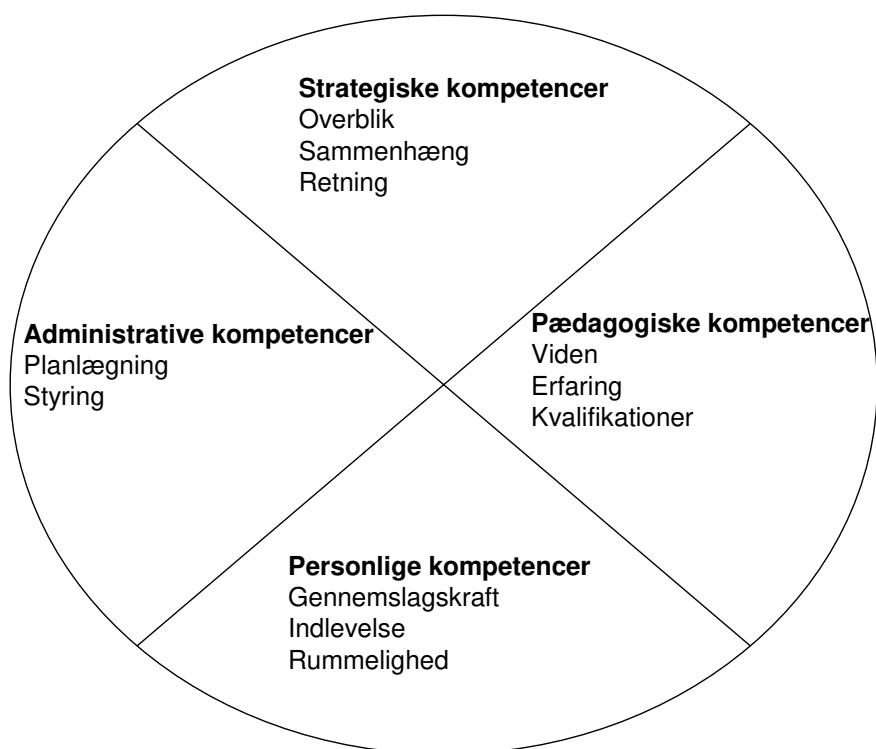 Strategiske kompetencer
Overblik
Sammenhæng
Retning
Administrative kompetencer
Planlægning
Styring
Pædagogiske kompetencer
Viden
Erfaring
Kvalifikationer
Personlige kompetencer
Gennemslagskraft
Indlevelse
Rummelighed